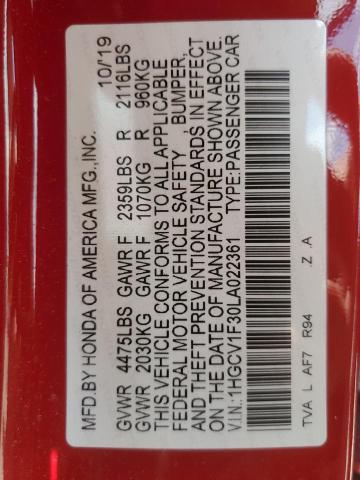 MFD.BY HONDA OF AMERICA MFG.,INC. 10/'19
GVWR 4475LBS GAWR F 2359LBS R 2116LBS
GVWR 2030KG GAWR F 1070KG R 960KG
THIS VEHICLE CONFORMS TO ALL APPLICABLE
FEDERAL MOTOR VEHICLE SAFETY , BUMPER,
AND THEFT PREVENTION STANDARDS IN EFFECT
ON THE DATE OF MANUFACTURE SHOWN ABOVE.
V.I.N.:1HGCV1F30LA022361 TYPE:PASSENGER CAR
TVA L AF7 R94 .Z .A